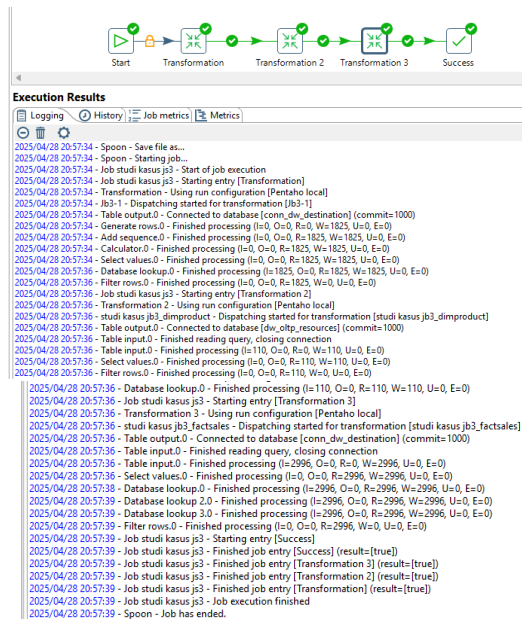 Start
Transformation
Transformation 2
Transformation 3
Success
Execution Results
Logging
History
Job metrics
Metrics
2025/04/28 20:57:34 - Spoon - Save file as...
2025/04/28 20:57:34 - Spoon - Starting job...
2025/04/28 20:57:34 - Job studi kasus js3 - Start of job execution
2025/04/28 20:57:34 - Job studi kasus js3 - Starting entry [Transformation]
2025/04/28 20:57:34 - Transformation - Using run configuration [Pentaho local]
2025/04/28 20:57:34 - Jb3-1 - Dispatching started for transformation [Jb3-1]
2025/04/28 20:57:34 - Table output.0 - Connected to database [conn_dw_destination] (commit=1000)
2025/04/28 20:57:34 - Generate rows.0 - Finished processing (I=0, O=0, R=0, W=1825, U=0, E=0)
2025/04/28 20:57:34 - Add sequence.0 - Finished processing (I=0, O=0, R=1825, W=1825, U=0, E=0)
2025/04/28 20:57:34 - Calculator.0 - Finished processing (I=0, O=0, R=1825, W=1825, U=0, E=0)
2025/04/28 20:57:34 - Select values.0 - Finished processing (I=0, O=0, R=1825, W=1825, U=0, E=0)
2025/04/28 20:57:36 - Database lookup.0 - Finished processing (I=1825, O=0, R=1825, W=1825, U=0, E=0)
2025/04/28 20:57:36 - Filter rows.0 - Finished processing (I=0, O=0, R=1825, W=0, U=0, E=0)
2025/04/28 20:57:36 - Job studi kasus js3 - Starting entry [Transformation 2]
2025/04/28 20:57:36 - Transformation 2 - Using run configuration [Pentaho local]
2025/04/28 20:57:36 - studi kasus jb3_dimproduct - Dispatching started for transformation [studi kasus jb3_dimproduct]
2025/04/28 20:57:36 - Table output.0 - Connected to database [dw_oltp_resources] (commit=1000)
2025/04/28 20:57:36 - Table input.0 - Finished reading query, closing connection
2025/04/28 20:57:36 - Table input.0 - Finished processing (I=110, O=0, R=0, W=110, U=0, E=0)
2025/04/28 20:57:36 - Select values.0 - Finished processing (I=0, O=0, R=110, W=110, U=0, E=0)
2025/04/28 20:57:36 - Filter rows.0 - Finished processing (I=0, O=0, R=110, W=0, U=0, E=0)
2025/04/28 20:57:36 - Database lookup.0 - Finished processing (I=110, O=0, R=110, W=110, U=0, E=0)
2025/04/28 20:57:36 - Job studi kasus js3 - Starting entry [Transformation 3]
2025/04/28 20:57:36 - Transformation 3 - Using run configuration [Pentaho local]
2025/04/28 20:57:36 - studi kasus jb3_factsales - Dispatching started for transformation [studi kasus jb3_factsales]
2025/04/28 20:57:36 - Table output.0 - Connected to database [conn_dw_destination] (commit=1000)
2025/04/28 20:57:36 - Table input.0 - Finished reading query, closing connection
2025/04/28 20:57:36 - Table input.0 - Finished processing (I=2996, O=0, R=0, W=2996, U=0, E=0)
2025/04/28 20:57:36 - Select values.0 - Finished processing (I=0, O=0, R=2996, W=2996, U=0, E=0)
2025/04/28 20:57:38 - Database lookup.0 - Finished processing (I=2996, O=0, R=2996, W=2996, U=0, E=0)
2025/04/28 20:57:39 - Database lookup 2.0 - Finished processing (I=2996, O=0, R=2996, W=2996, U=0, E=0)
2025/04/28 20:57:39 - Database lookup 3.0 - Finished processing (I=2996, O=0, R=2996, W=2996, U=0, E=0)
2025/04/28 20:57:39 - Filter rows.0 - Finished processing (I=0, O=0, R=2996, W=0, U=0, E=0)
2025/04/28 20:57:39 - Job studi kasus js3 - Starting entry [Success]
2025/04/28 20:57:39 - Job studi kasus js3 - Finished job entry [Success] (result=[true])
2025/04/28 20:57:39 - Job studi kasus js3 - Finished job entry [Transformation 3] (result=[true])
2025/04/28 20:57:39 - Job studi kasus js3 - Finished job entry [Transformation 2] (result=[true])
2025/04/28 20:57:39 - Job studi kasus js3 - Finished job entry [Transformation] (result=[true])
2025/04/28 20:57:39 - Job studi kasus js3 - Job execution finished
2025/04/28 20:57:39 - Spoon - Job has ended.